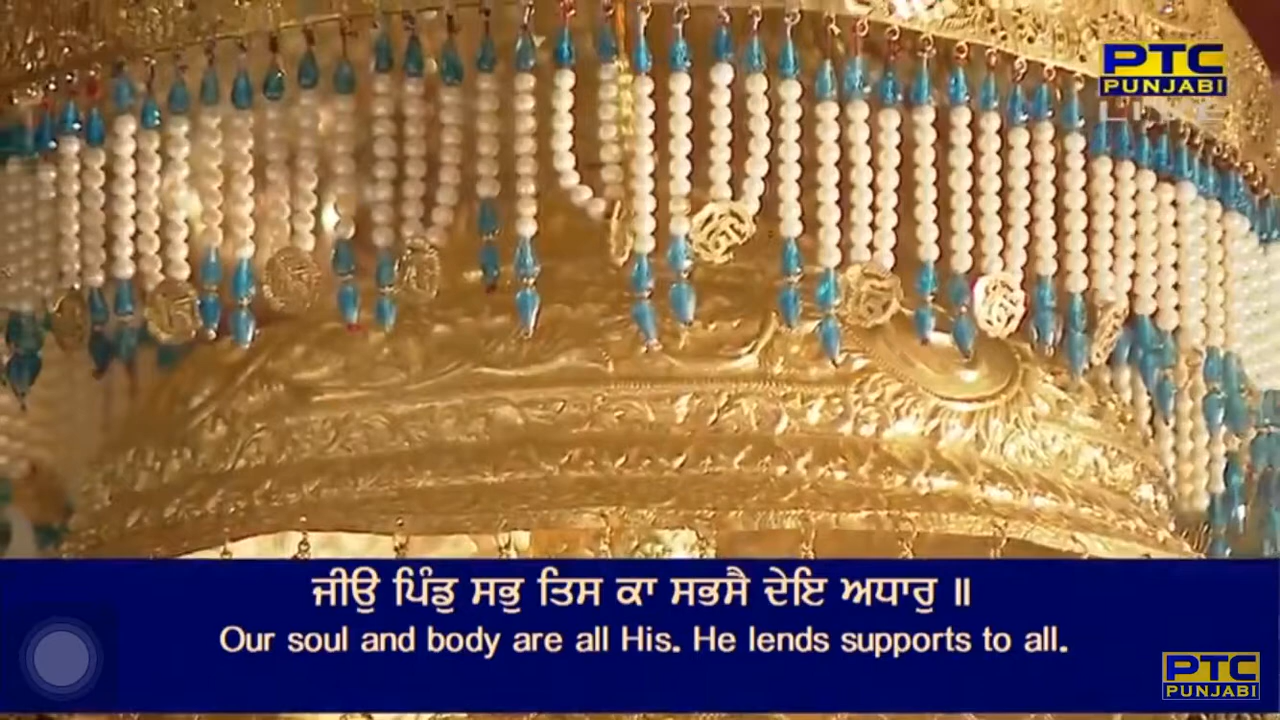 PTC
PUNJABI
LIVE
ਜੀਉ ਪਿੰਡੁ ਸਭੁ ਤਿਸ ਕਾ ਸਭਸੈ ਦੇਇ ਅਧਾਰੁ ॥
Our soul and body are all His. He lends supports to all.
PTC
PUNJABI